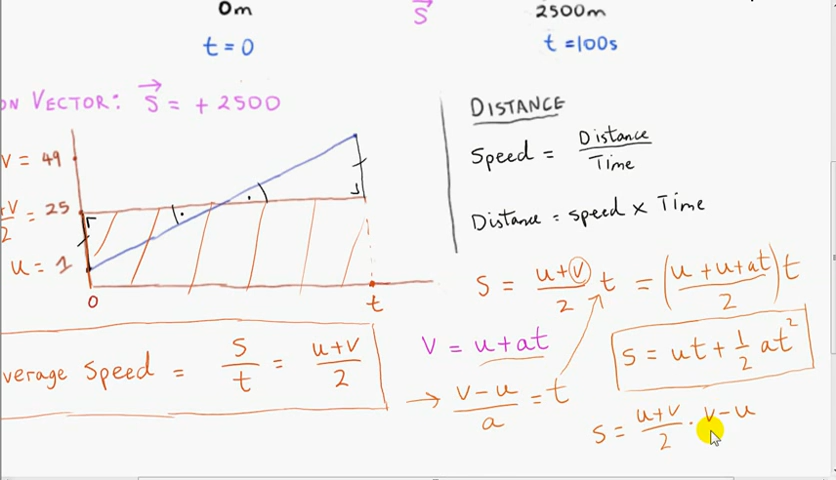 0m
S
2500m
t = 0
t = 100s
ON VECTOR: S = + 2500
DISTANCE
Speed = Distance / Time
Distance = speed × Time
V = 49
+V / 2 = 25
u = 1
0
t
S = u+v / 2 t = (u + u + at / 2) t
v = u + at
S = ut + 1/2 at²
verage Speed = S / t = u+v / 2
→ v - u / a = t
S = u+v / 2 · v - u